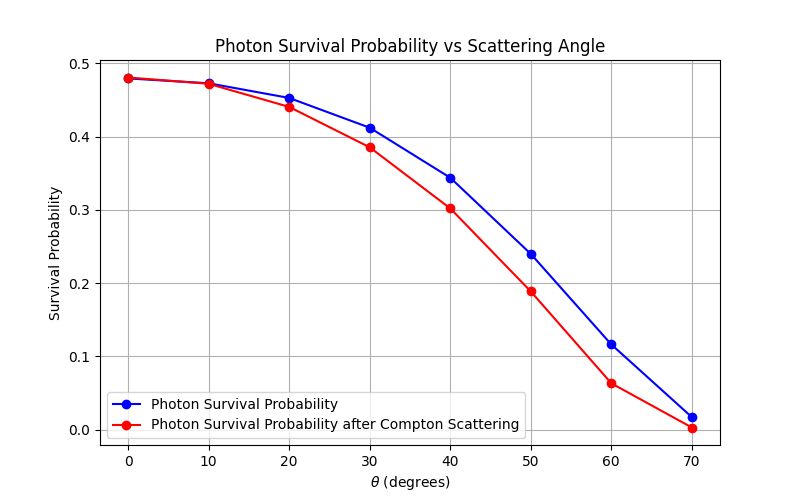 Photon Survival Probability vs Scattering Angle
Survival Probability
0.5
0.4
0.3
0.2
0.1
0.0
Photon Survival Probability
Photon Survival Probability after Compton Scattering
0 10 20 30 40 50 60 70
θ (degrees)